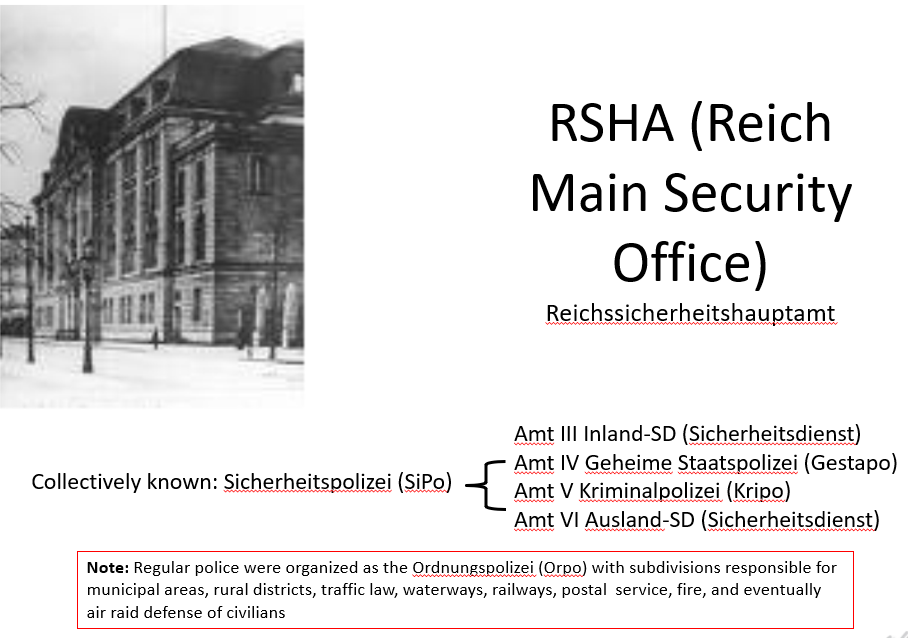 RSHA (Reich
Main Security
Office)
Reichssicherheitshauptamt
Amt III Inland-SD (Sicherheitsdienst)
Collectively known: Sicherheitspolizei (SiPo)
Amt IV Geheime Staatspolizei (Gestapo)
Amt V Kriminalpolizei (Kripo)
Amt VI Ausland-SD (Sicherheitsdienst)
Note: Regular police were organized as the Ordnungspolizei (Orpo) with subdivisions responsible for
municipal areas, rural districts, traffic law, waterways, railways, postal  service, fire, and eventually
air raid defense of civilians